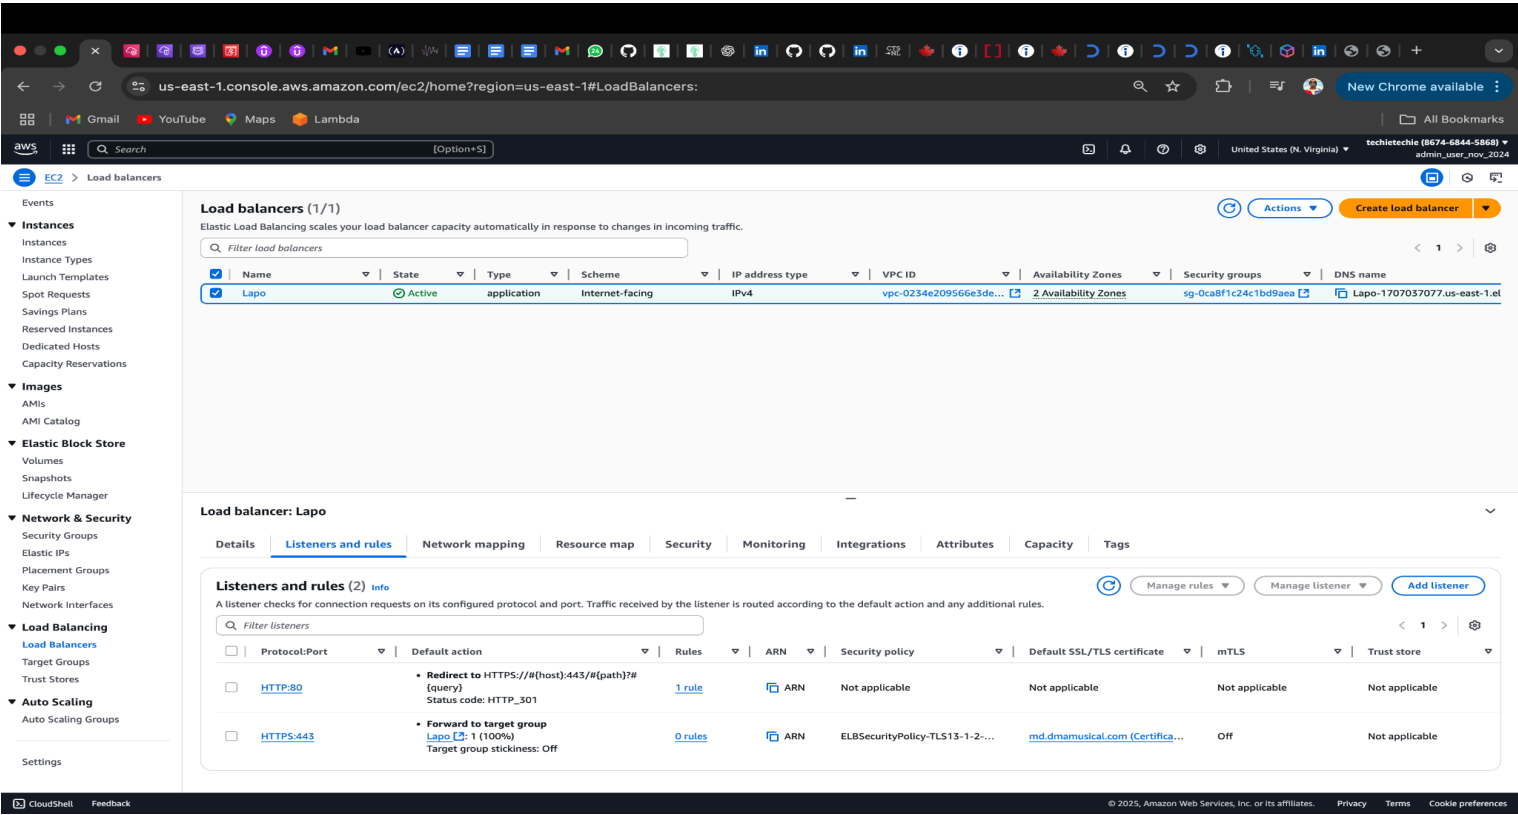 us-east-1.console.aws.amazon.com/ec2/home?region=us-east-1#LoadBalancers:
New Chrome available
Gmail
YouTube
Maps
Lambda
All Bookmarks
aws
Search
[Option+S]
United States (N. Virginia)
techietechie (8674-6844-5868)
admin_user_nov_2024
EC2 > Load balancers
Events
Instances
Instances
Instance Types
Launch Templates
Spot Requests
Savings Plans
Reserved Instances
Dedicated Hosts
Capacity Reservations
Images
AMIs
AMI Catalog
Elastic Block Store
Volumes
Snapshots
Lifecycle Manager
Network & Security
Security Groups
Elastic IPs
Placement Groups
Key Pairs
Network Interfaces
Load Balancing
Load Balancers
Target Groups
Trust Stores
Auto Scaling
Auto Scaling Groups
Settings
Load balancers (1/1)
Elastic Load Balancing scales your load balancer capacity automatically in response to changes in incoming traffic.
Actions
Create load balancer
Filter load balancers
1
Name State Type Scheme IP address type VPC ID Availability Zones Security groups DNS name
Lapo Active application Internet-facing IPv4 vpc-0234e209566e3de... 2 Availability Zones sg-0ca8f1c24c1bd9aea Lapo-1707037077.us-east-1.el
Load balancer: Lapo
Details Listeners and rules Network mapping Resource map Security Monitoring Integrations Attributes Capacity Tags
Listeners and rules (2) Info
Manage rules
Manage listener
Add listener
A listener checks for connection requests on its configured protocol and port. Traffic received by the listener is routed according to the default action and any additional rules.
Filter listeners
1
Protocol:Port Default action Rules ARN Security policy Default SSL/TLS certificate mTLS Trust store
• Redirect to HTTPS://#{host}:443/#{path}?#
HTTP:80 {query} 1 rule ARN Not applicable Not applicable Not applicable Not applicable
Status code: HTTP_301
• Forward to target group
HTTPS:443 Lapo : 1 (100%) 0 rules ARN ELBSecurityPolicy-TLS13-1-2-... md.dmamusical.com (Certifica... Off Not applicable
Target group stickiness: Off
CloudShell Feedback
© 2025, Amazon Web Services, Inc. or its affiliates. Privacy Terms Cookie preferences